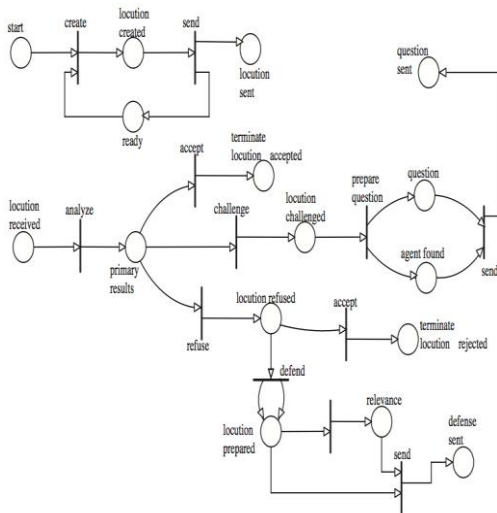 start
create
locution
created
send
locution
sent
question
sent
ready
accept
terminate
location accepted
locution
received
analyze
primary
results
challenge
locution
challenged
prepare
question
question
agent found
send
refuse
locution refused
accept
terminate
locution rejected
defend
locution
prepared
relevance
send
defense
sent